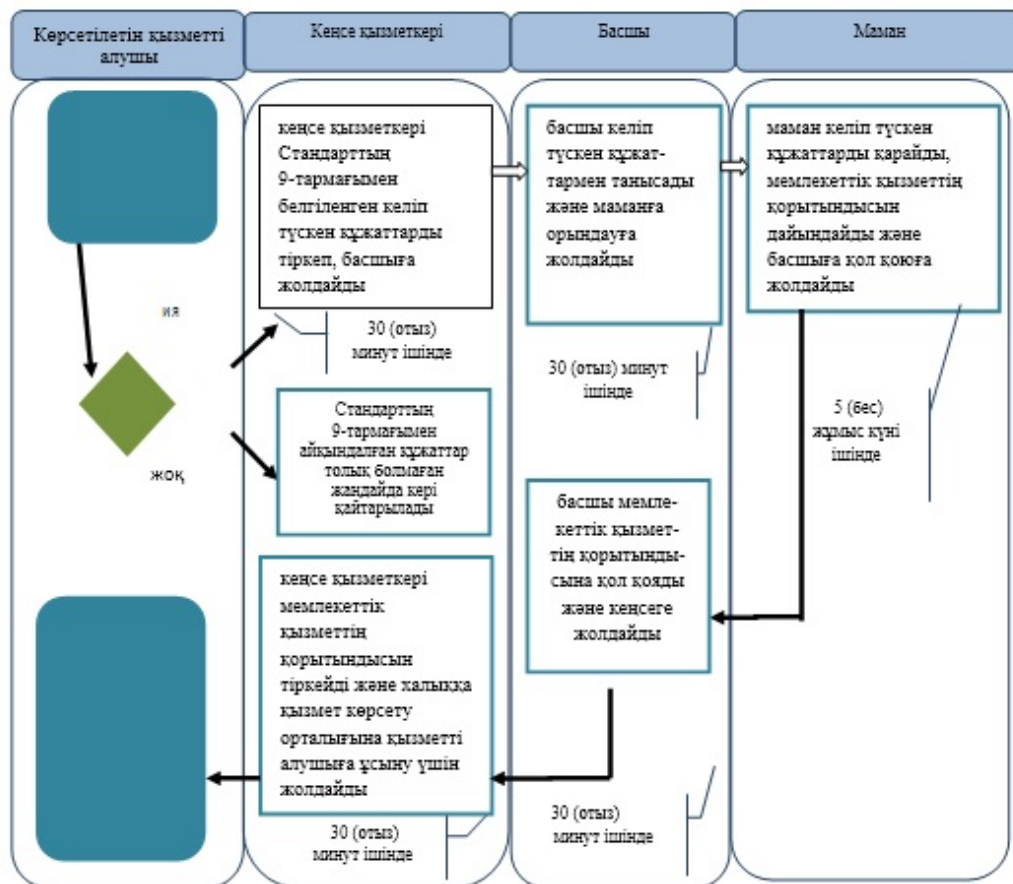 Көрсетілетін қызметті
алушы
Кеңсе қызметкері
Басшы
Маман
кеңсе қызметкері
Стандарттың
9-тармағымен
белгіленген келіп
түскен құжаттарды
тіркеп, басшыға
жолдайды
басшы келіп
түскен құжат-
тармен танысады
және маманға
орындауға
жолдайды
маман келіп түскен
құжаттарды қарайды,
мемлекеттік қызметтің
қорытындысын
дайындайды және
басшыға қол қоюға
жолдайды
ия
30 (отыз)
минут ішінде
30 (отыз) минут
ішінде
5 (бес)
жұмыс күні
ішінде
жоқ
Стандарттың
9-тармағымен
айқындалған құжаттар
толық болмаған
жағдайда кері
қайтарылады
басшы мемле-
кеттік қызмет-
тің қорытынды-
сына қол қояды
және кеңсеге
жолдайды
кеңсе қызметкері
мемлекеттік
қызметтің
қорытындысын
тіркейді және халыққа
қызмет көрсету
орталығына қызметті
алушыға ұсыну үшін
жолдайды
30 (отыз)
минут ішінде
30 (отыз)
минут ішінде